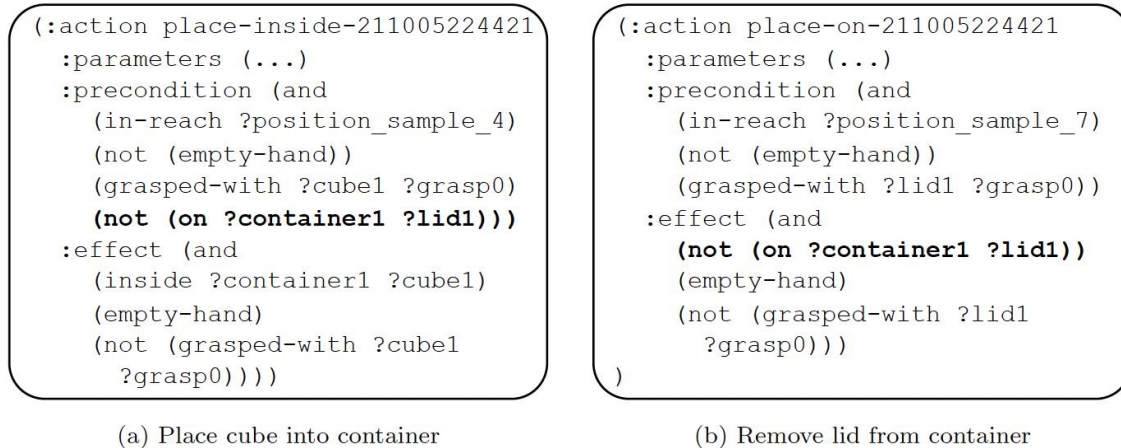 (:action place-inside-211005224421
:parameters (...)
:precondition (and
(in-reach ?position_sample_4)
(not (empty-hand))
(grasped-with ?cube1 ?grasp0)
(not (on ?container1 ?lid1)))
:effect (and
(inside ?container1 ?cube1)
(empty-hand)
(not (grasped-with ?cube1
?grasp0))))
(a) Place cube into container
(:action place-on-211005224421
:parameters (...)
:precondition (and
(in-reach ?position_sample_7)
(not (empty-hand))
(grasped-with ?lid1 ?grasp0))
:effect (and
(not (on ?container1 ?lid1))
(empty-hand)
(not (grasped-with ?lid1
?grasp0)))
)
(b) Remove lid from container